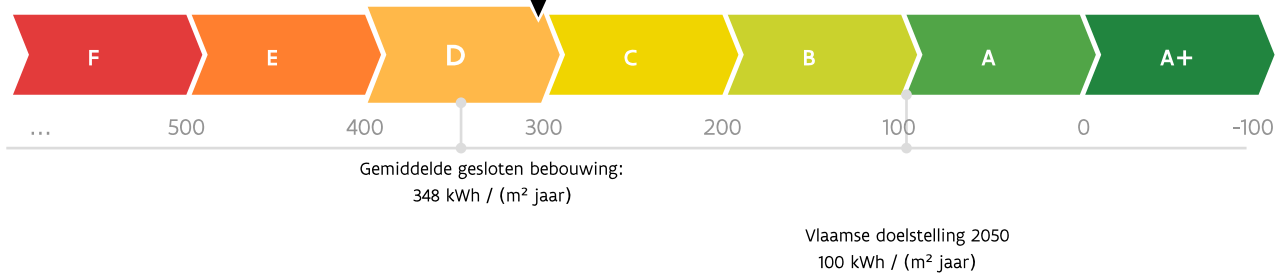 F E D C B A A+
... 500 400 300 200 100 0 -100
Gemiddelde gesloten bebouwing:
348 kWh / (m² jaar)
Vlaamse doelstelling 2050
100 kWh / (m² jaar)